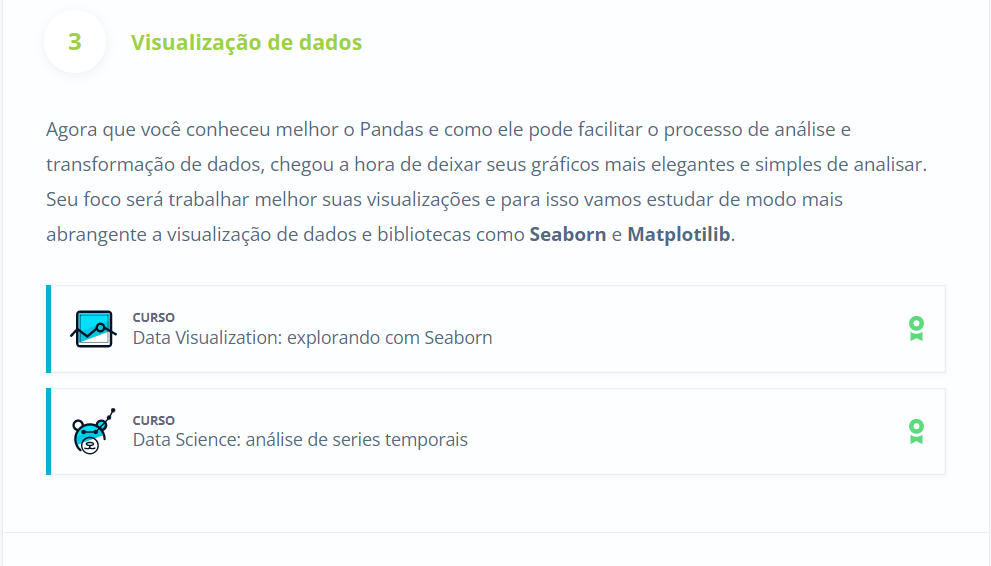 3
Visualização de dados
Agora que você conheceu melhor o Pandas e como ele pode facilitar o processo de análise e
transformação de dados, chegou a hora de deixar seus gráficos mais elegantes e simples de analisar.
Seu foco será trabalhar melhor suas visualizações e para isso vamos estudar de modo mais
abrangente a visualização de dados e bibliotecas como Seaborn e Matplotilib.
CURSO
Data Visualization: explorando com Seaborn
CURSO
Data Science: análise de series temporais